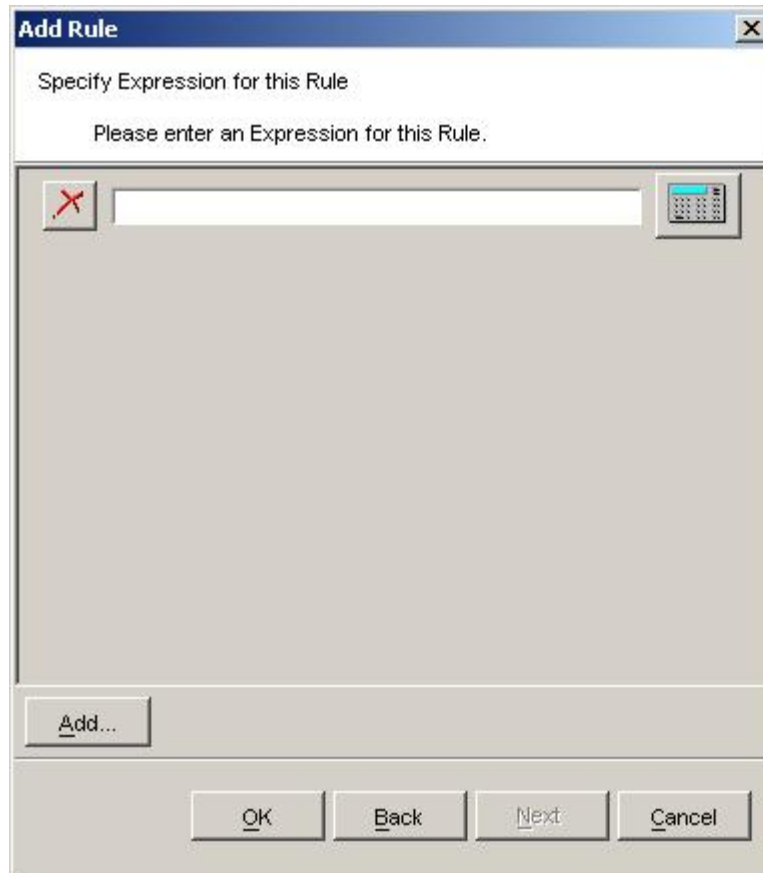 Add Rule
Specify Expression for this Rule
Please enter an Expression for this Rule.
Add...
OK Back Next Cancel